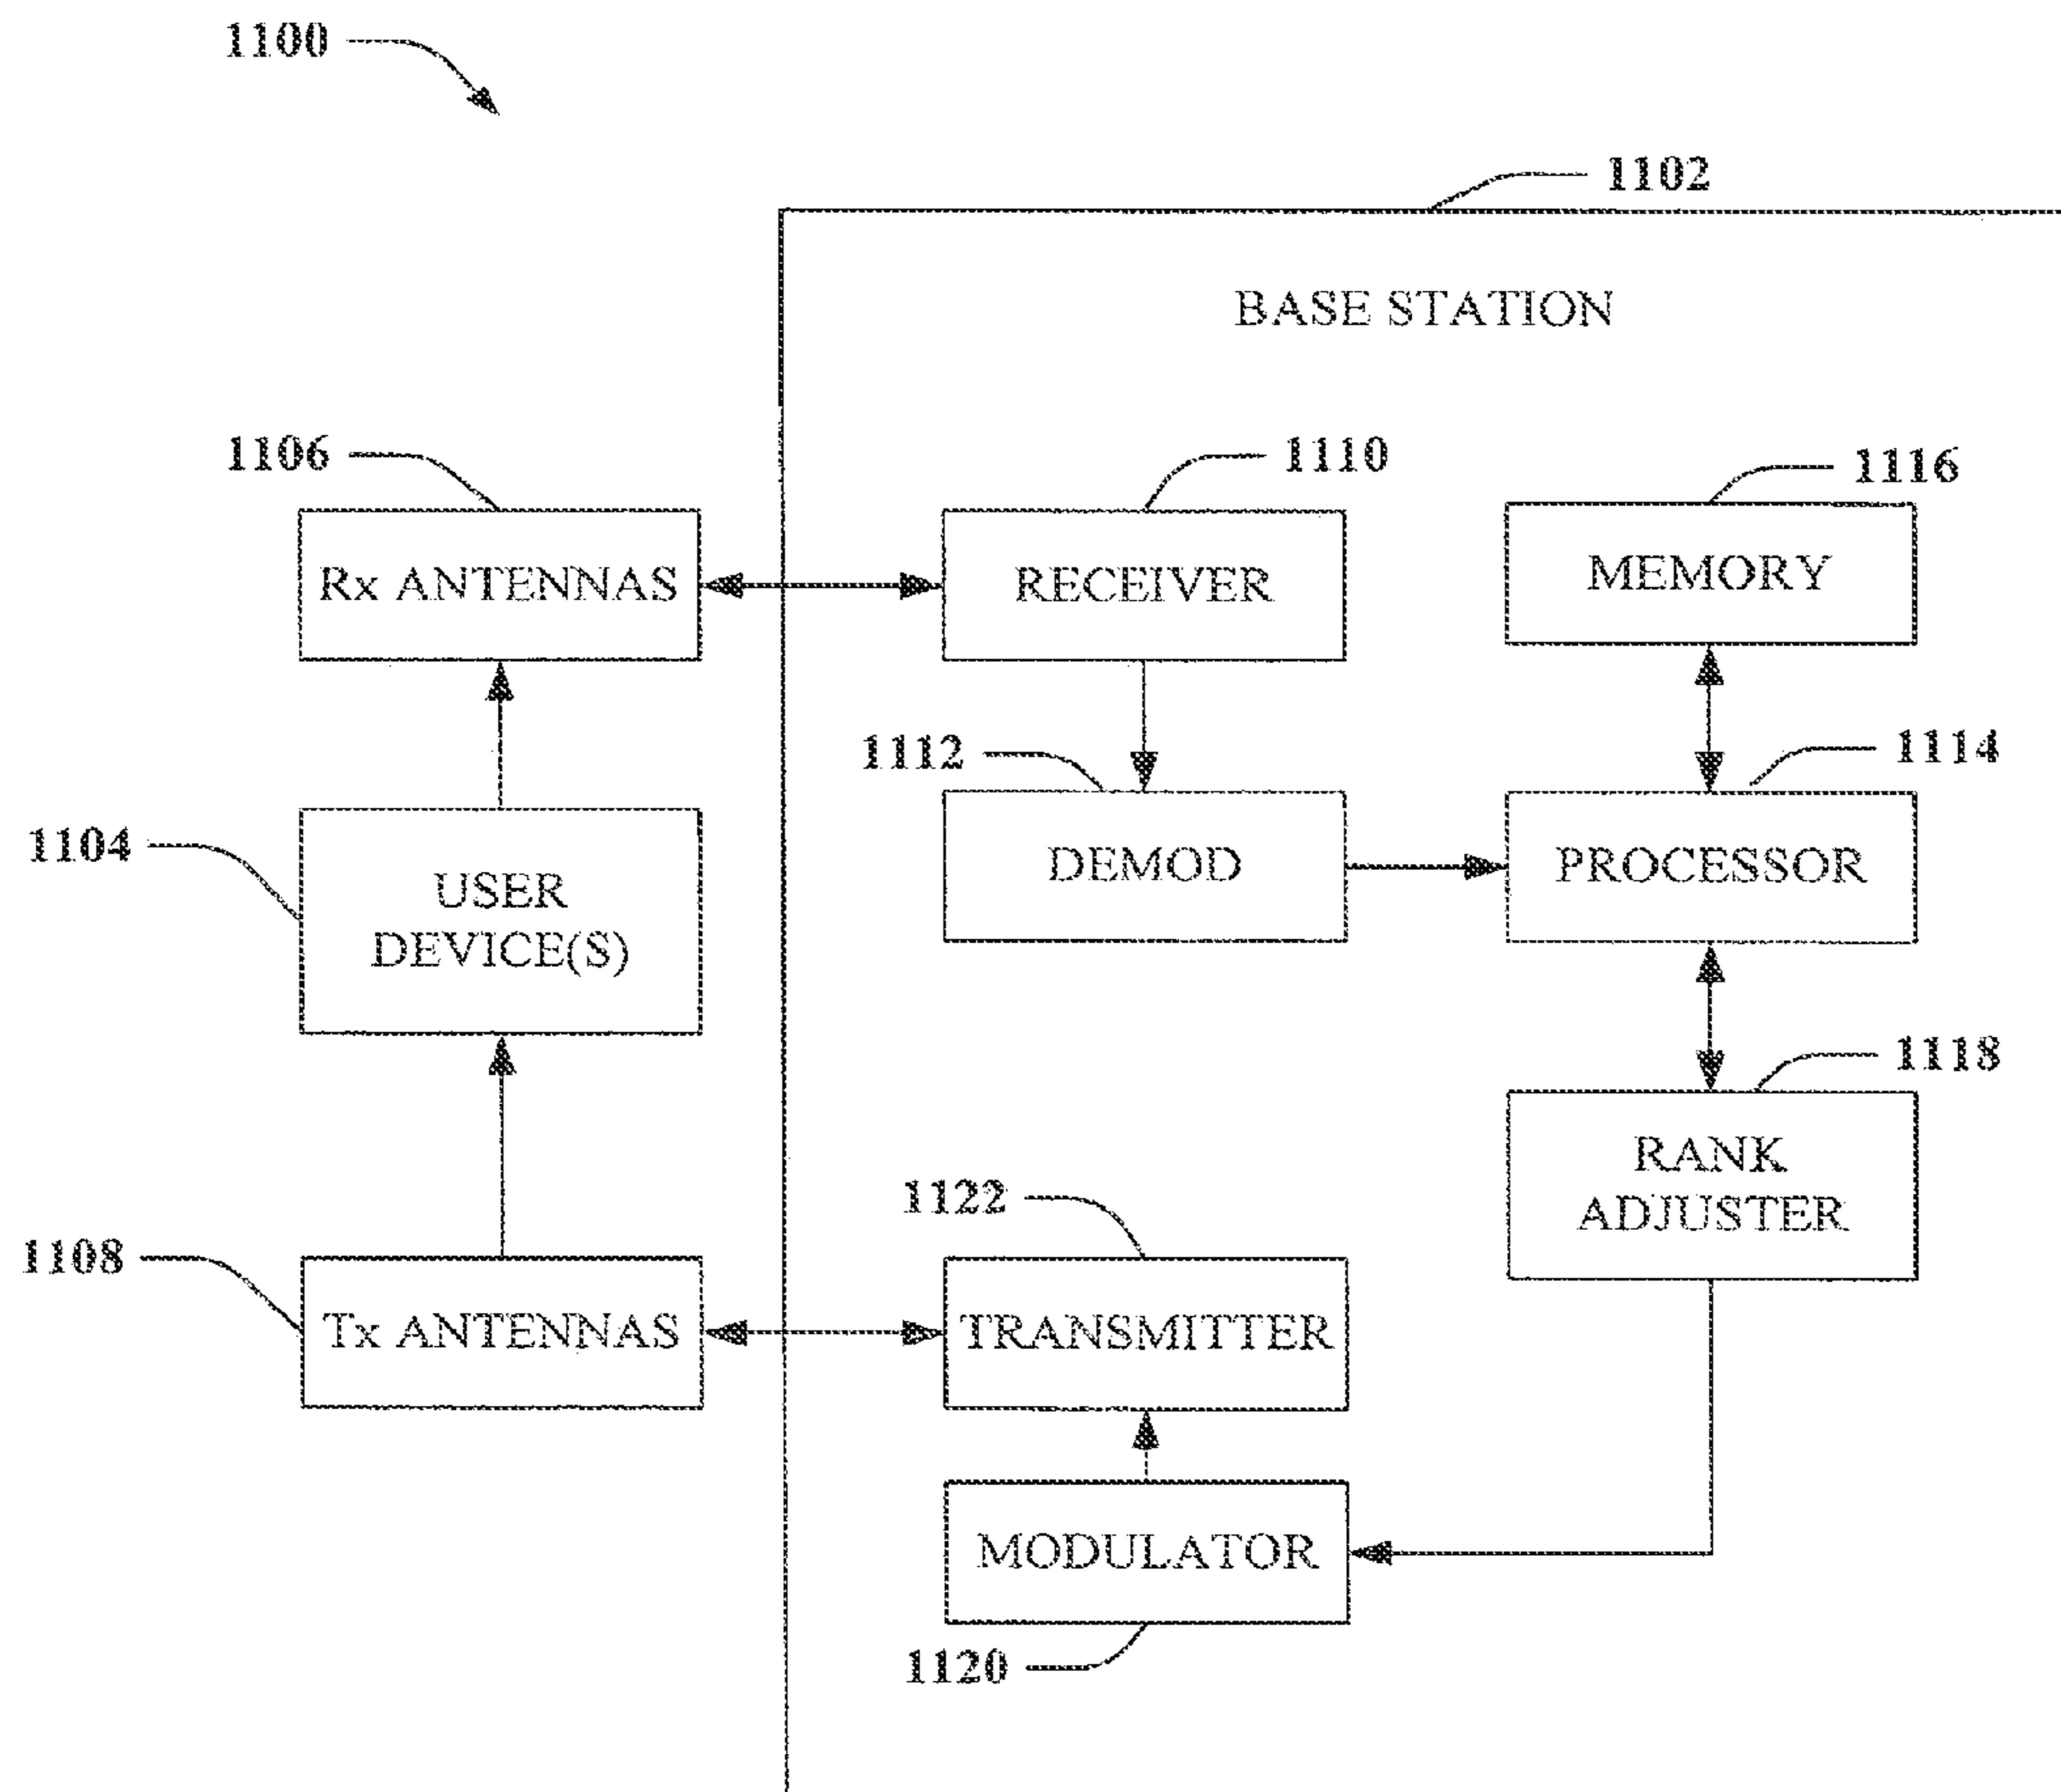 1100
1102
BASE STATION
1106
1110
1116
Rx ANTENNAS
RECEIVER
MEMORY
1112
1114
1104
USER
DEVICE(S)
DEMOD
PROCESSOR
1118
RANK
ADJUSTER
1122
1108
Tx ANTENNAS
TRANSMITTER
MODULATOR
1120